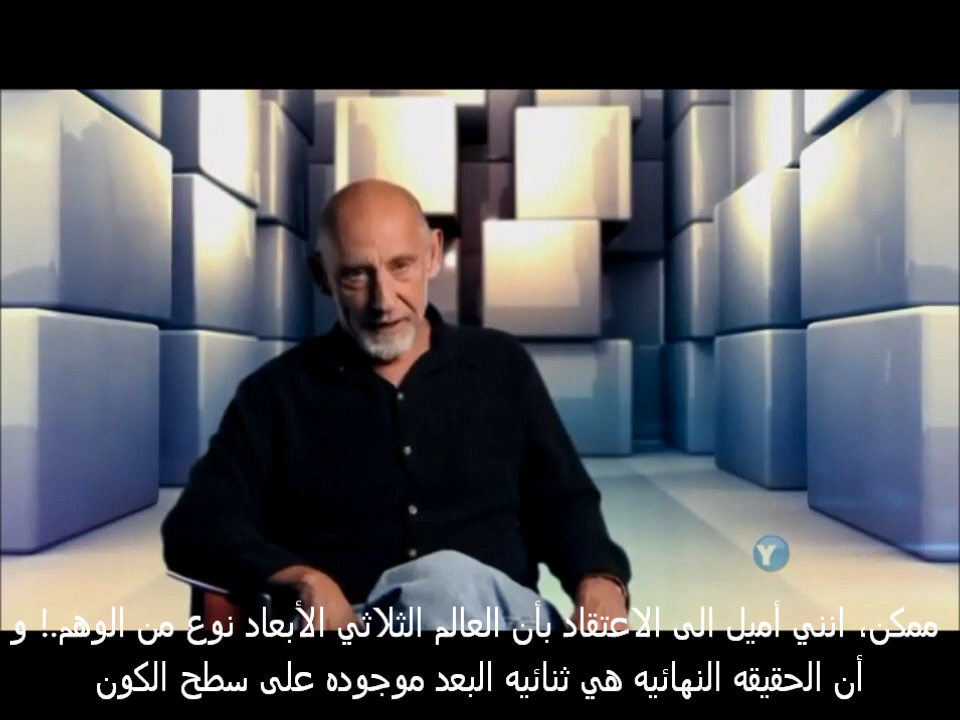 ممكن، انني أميل الى الاعتقاد بأن العالم الثلاثي الأبعاد نوع من الوهم.! و
أن الحقيقه النهائيه هي ثنائيه البعد موجوده على سطح الكون
Y